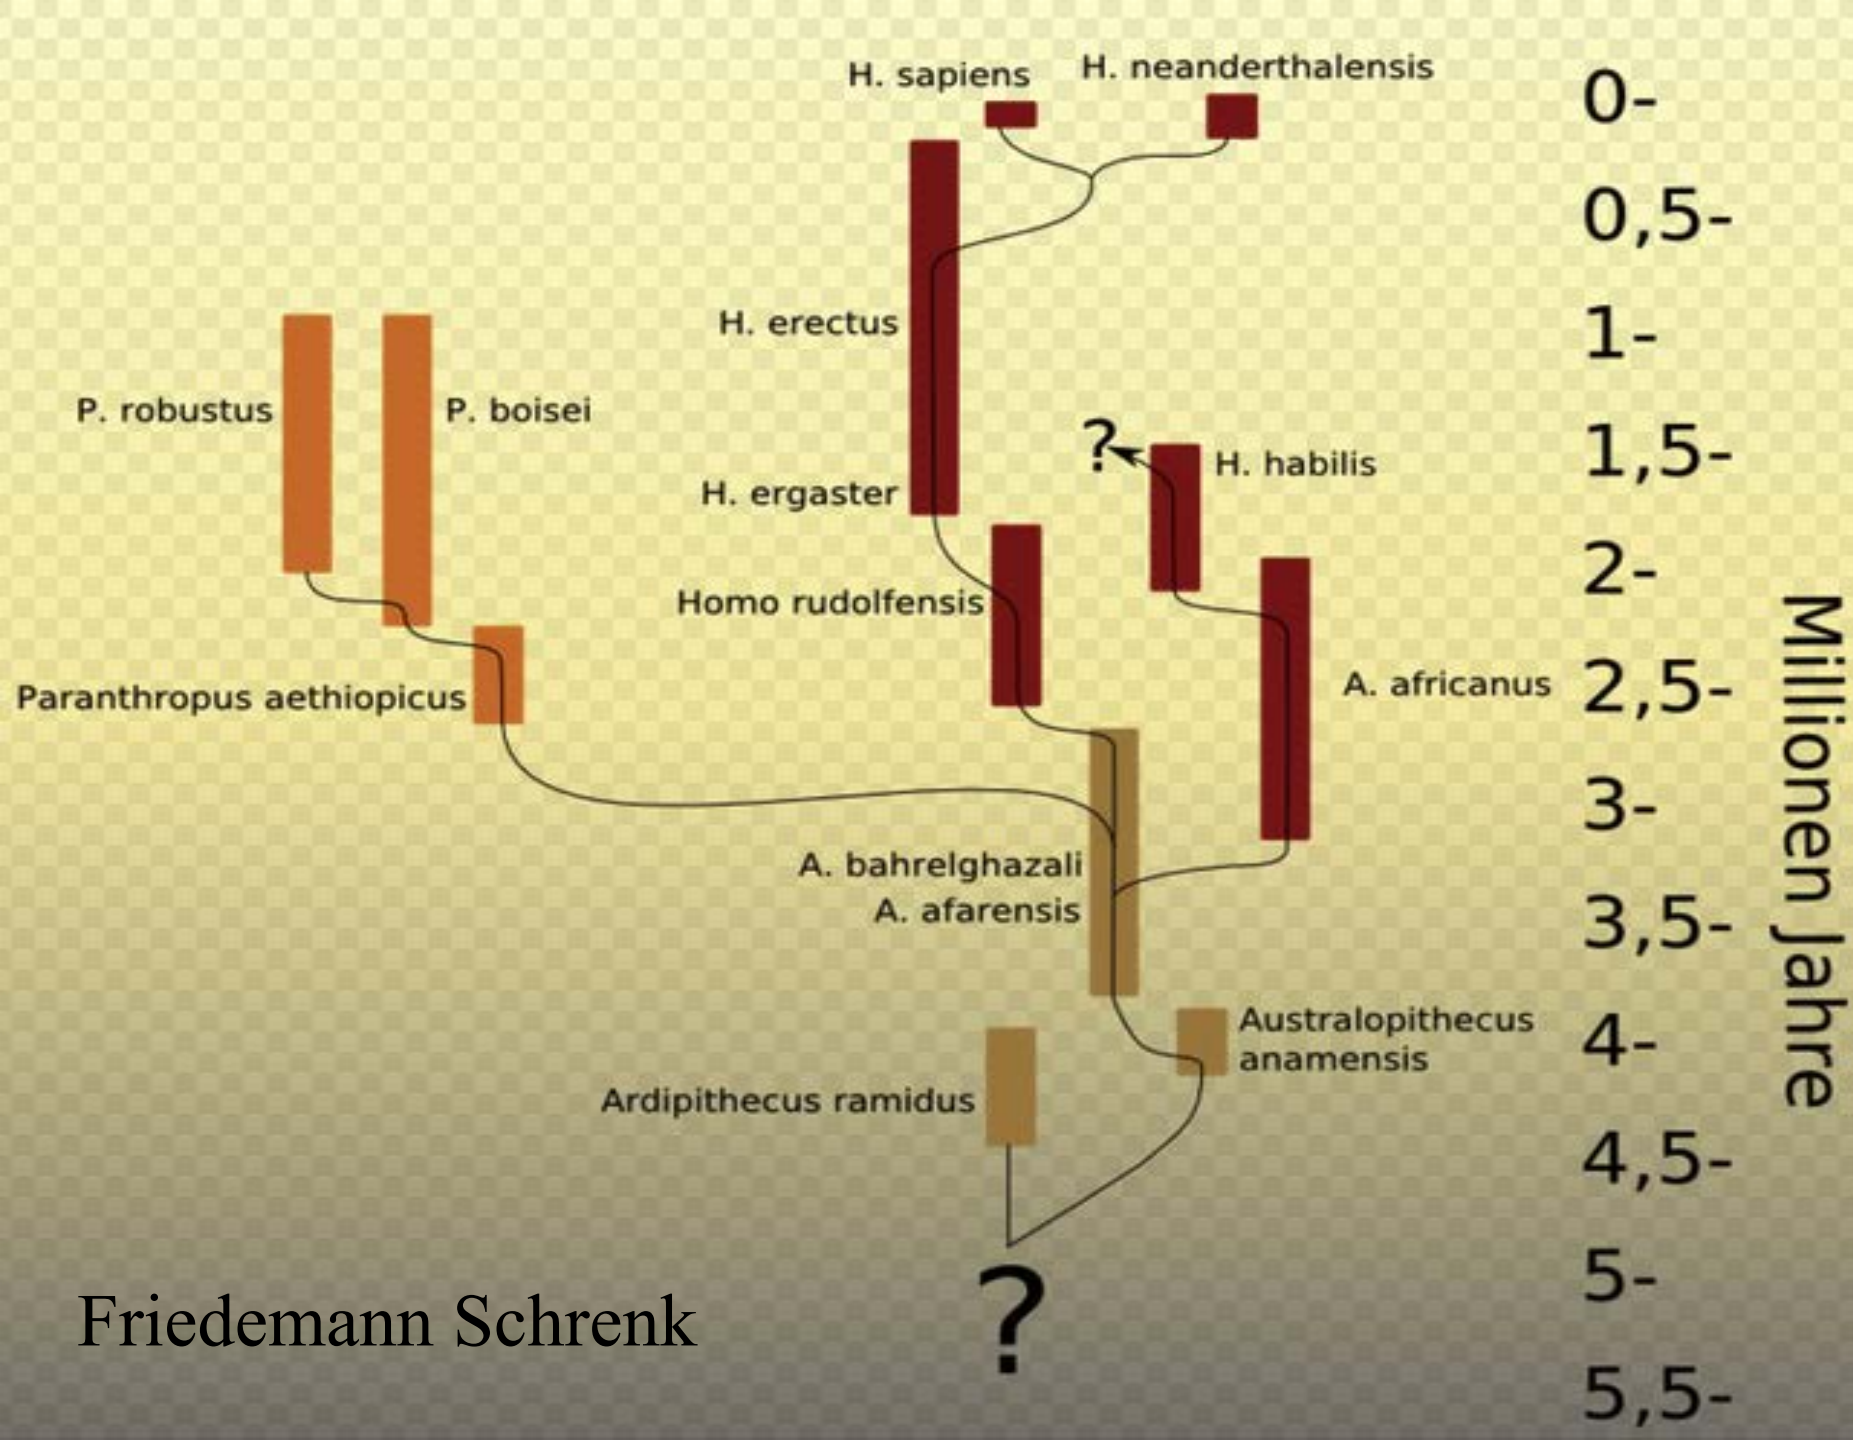 H. sapiens
H. neanderthalensis
0-
0,5-
H. erectus
1-
P. robustus
P. boisei
?
H. habilis
1,5-
H. ergaster
2-
Homo rudolfensis
Paranthropus aethiopicus
A. africanus
2,5-
3-
A. bahrelghazali
A. afarensis
3,5-
Australopithecus
anamensis
4-
Ardipithecus ramidus
4,5-
5-
?
5,5-
Millionen Jahre
Friedemann Schrenk